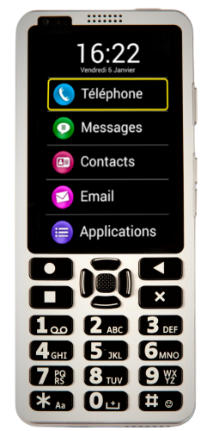 16:22
Vendredi 6 Janvier
Téléphone
Messages
Contacts
Email
Applications
1 2 ABC 3 DEF
4 GHI 5 JKL 6 MNO
7 PQRS 8 TUV 9 WXYZ
* Aa 0 #